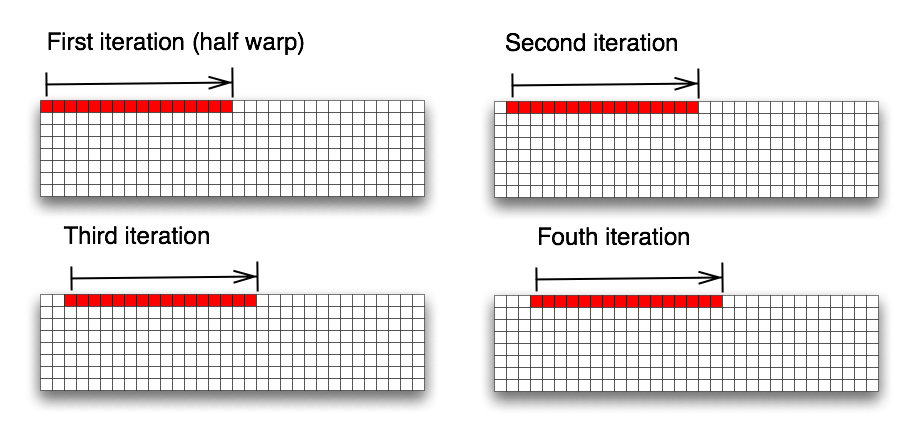 First iteration (half warp)
Second iteration
Third iteration
Fouth iteration